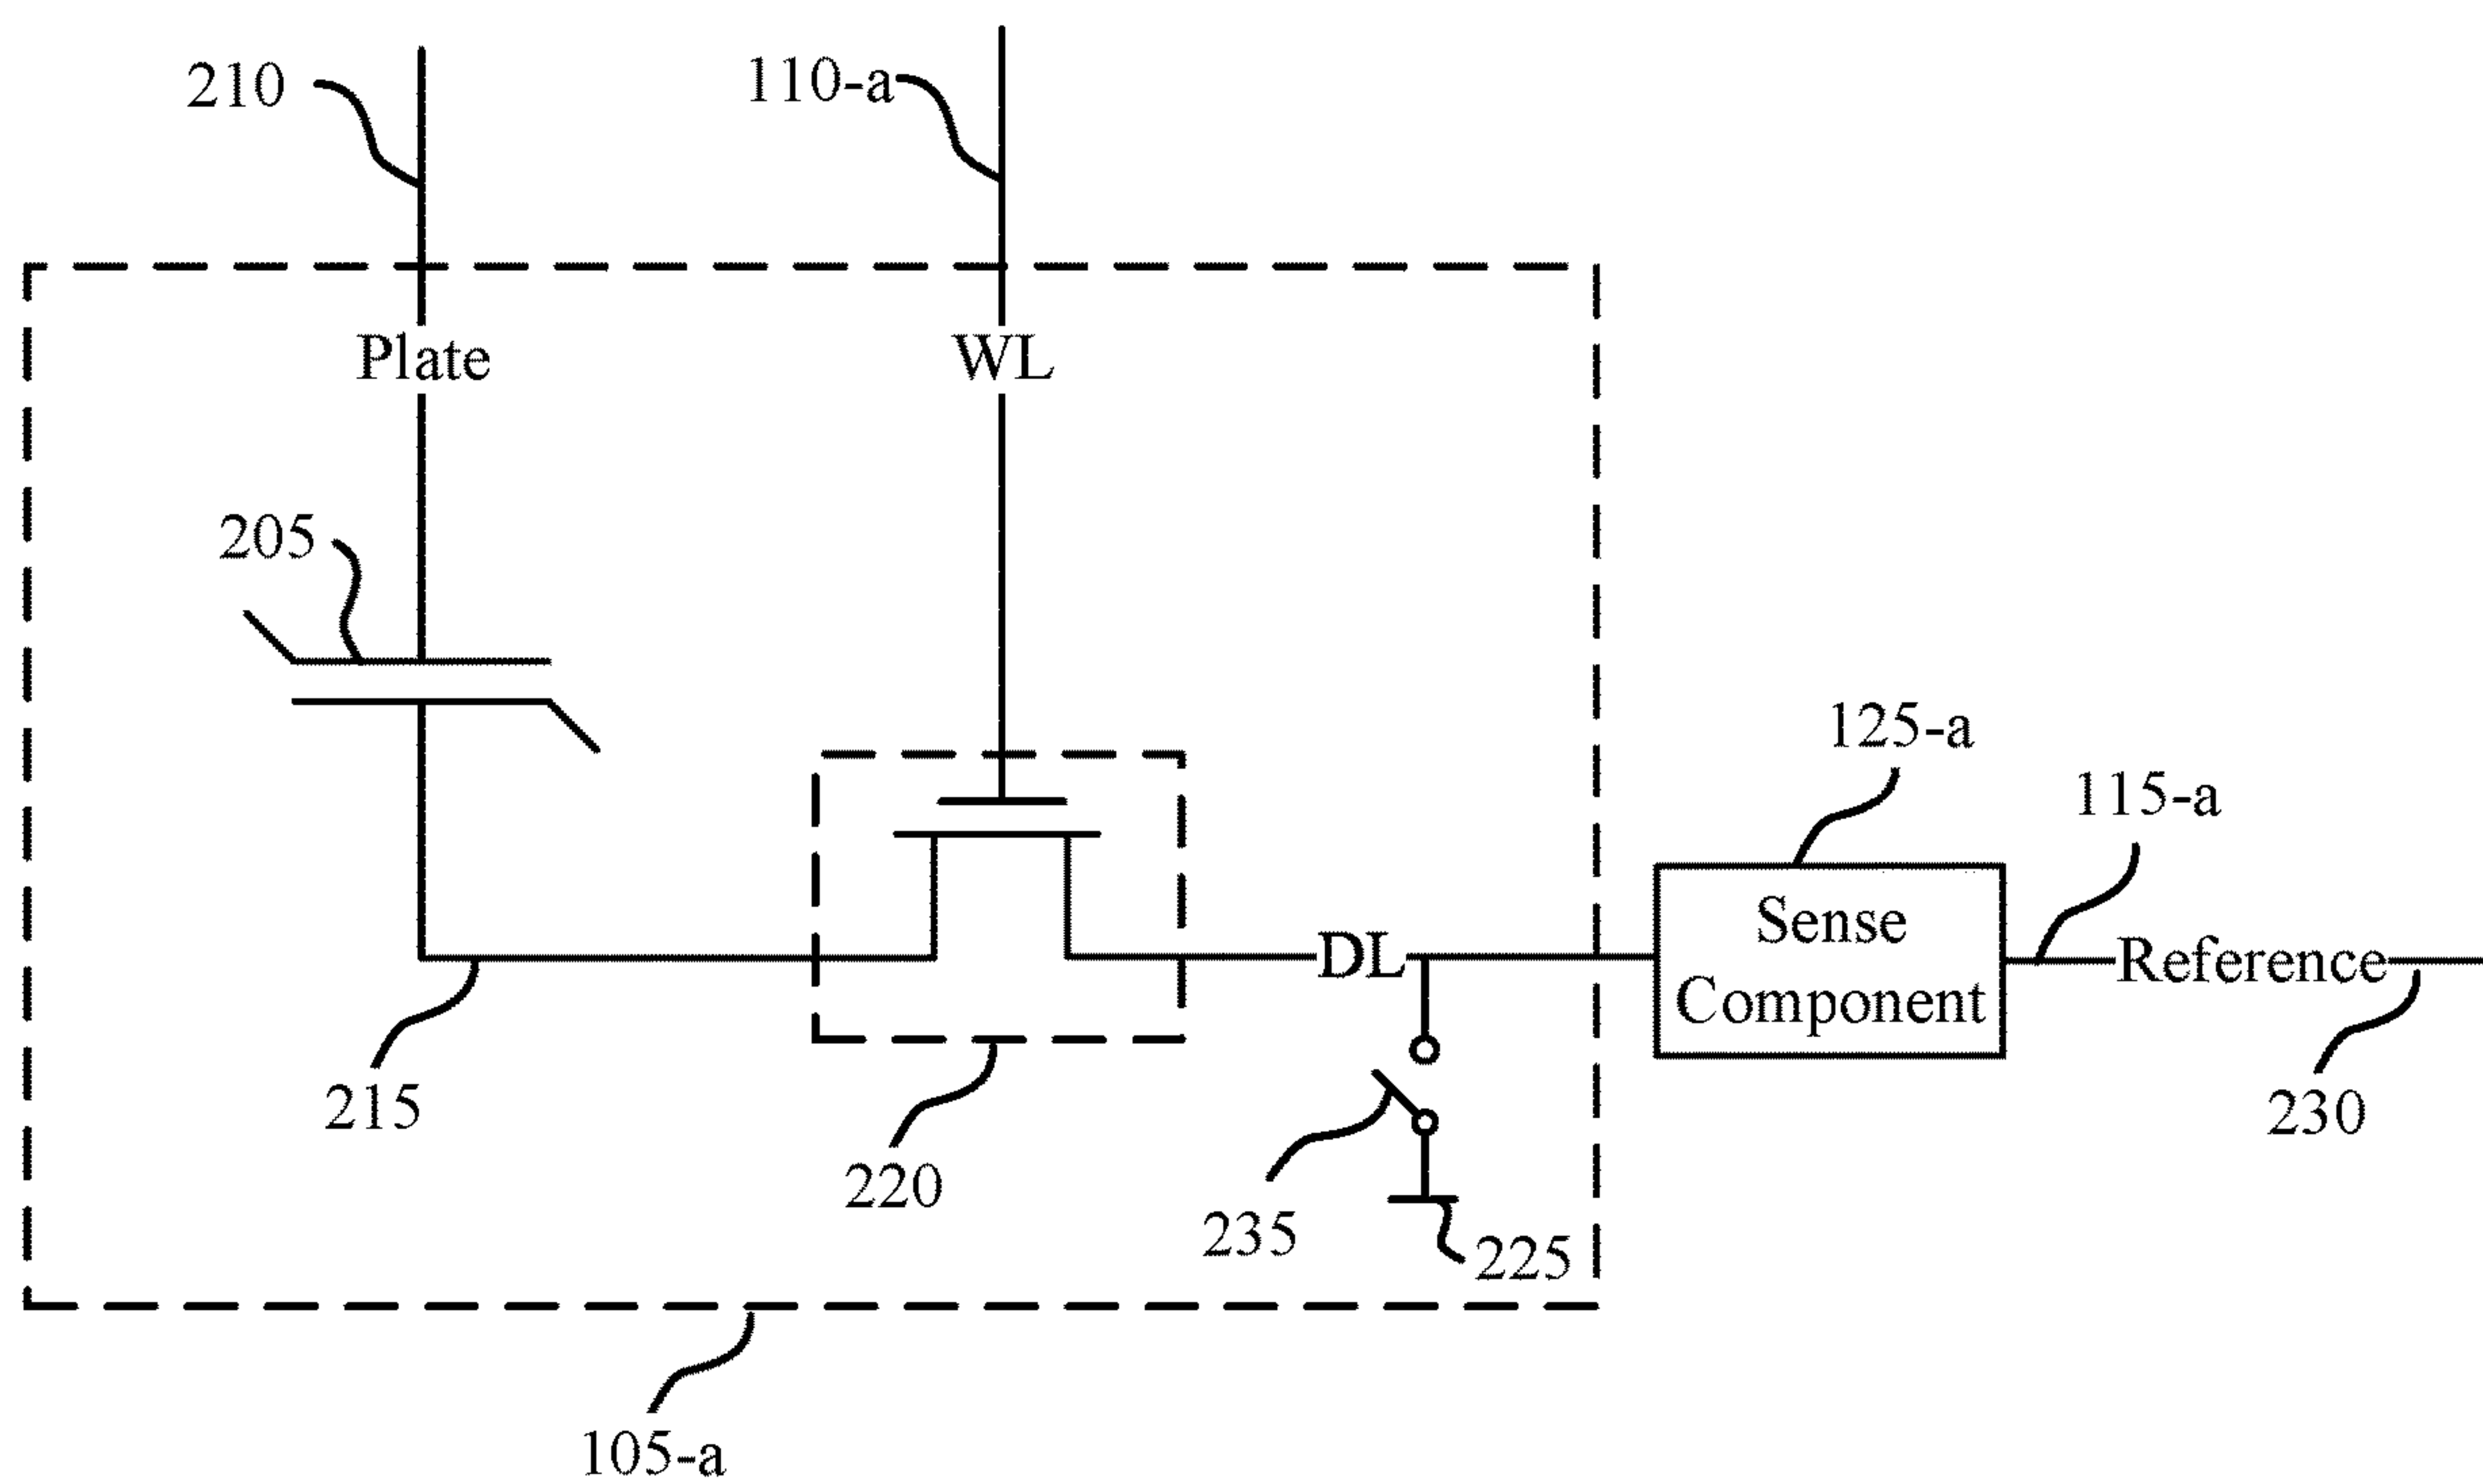 210
110-a
Plate
WL
205
125-a
115-a
Sense
Component
DL
Reference
215
220
235
225
230
105-a